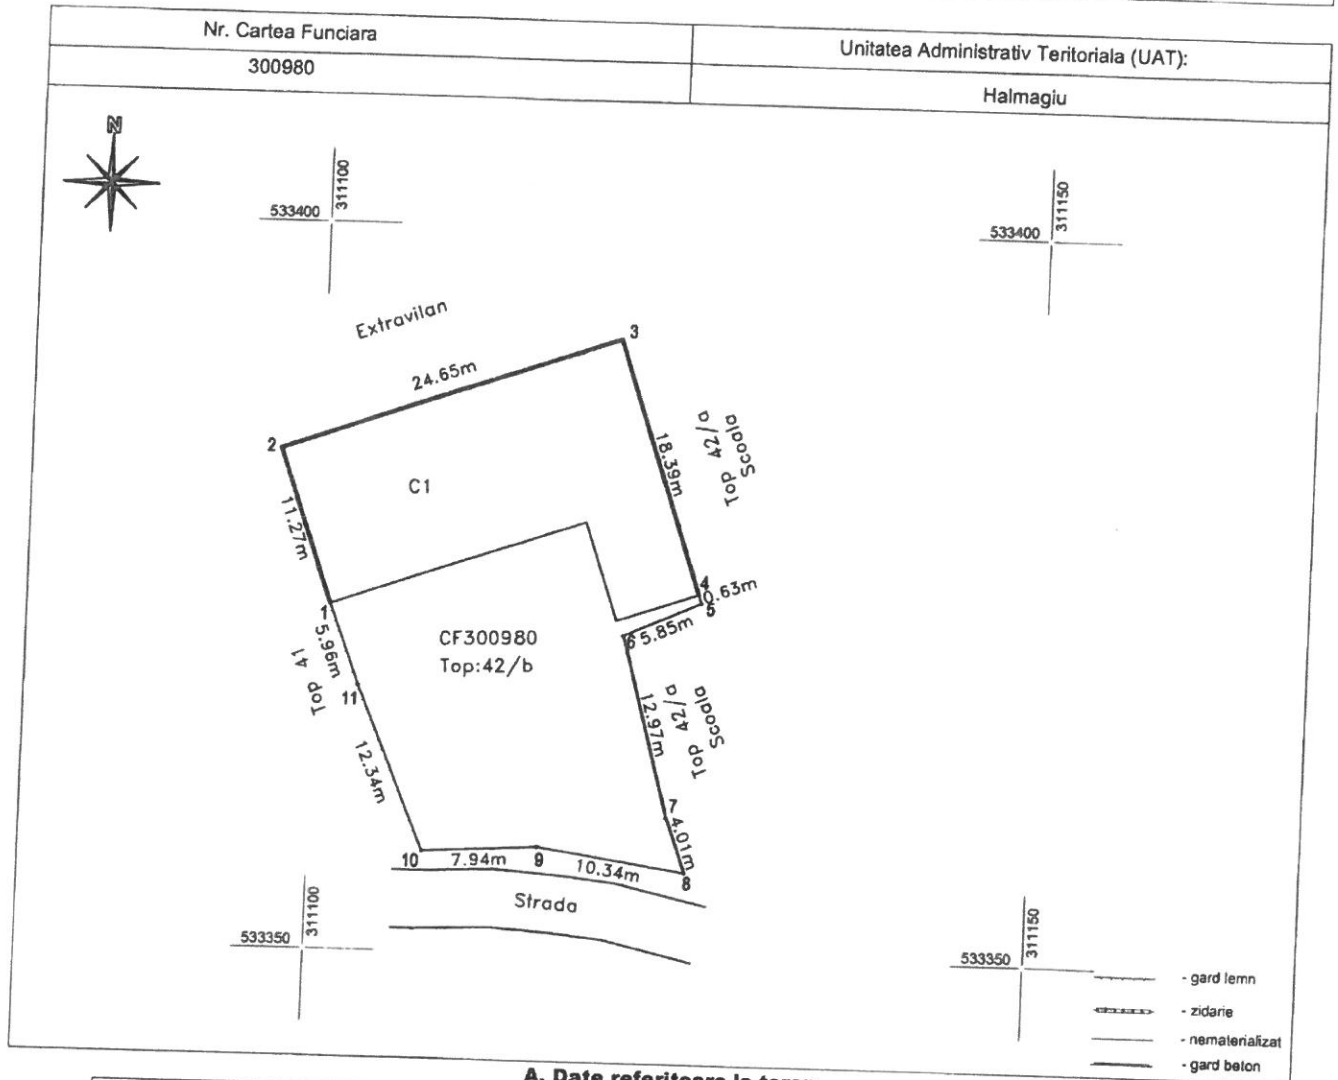 Nr. Cartea Funciara
Unitatea Administrativ Teritoriala (UAT):
300980
Halmagiu
N
533400
311100
533400
311150
Extravilan
3
24.65m
2
Top 42/a
Scoala
18.39m
C1
11.27m
4
0.63m
5
1
6
5.85m
5.96m
CF300980
Top:42/b
Top 41
11
12.97m
Top 42/a
Scoala
12.34m
7
4.01m
10
7.94m
9
10.34m
8
Strada
533350
311100
533350
311150
- gard lemn
- zidarie
- nematerializat
- gard beton
A. Date referitoare la